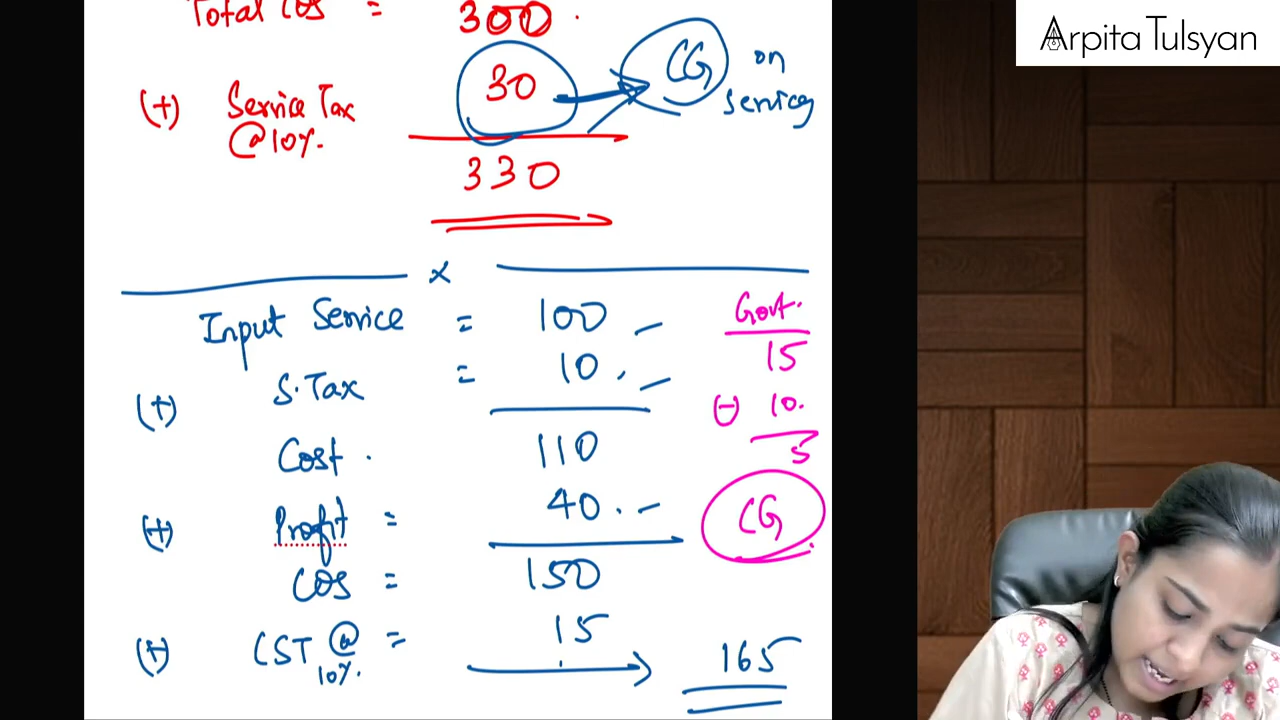 Arpita Tulsyan
Total Cos = 300.
(+) Service Tax 30 → CG on services
@10%.
330
x
Input Service = 100 –
(+) S.Tax = 10. –
Cost. 110
(+) Profit = 40. –
Cos = 150
(+) CST @ = 15
10%.
165
Govt.
15
(-) 10.
5
CG